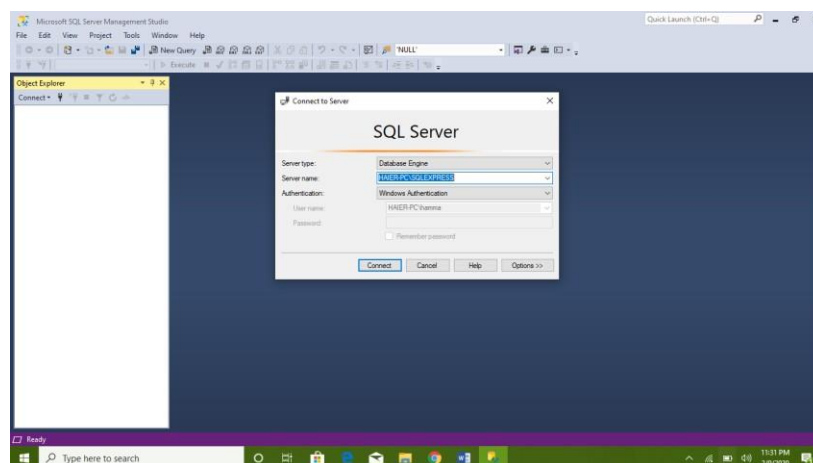 Microsoft SQL Server Management Studio
Quick Launch (Ctrl+Q)
File Edit View Project Tools Window Help
New Query
'NULL'
Execute
Object Explorer
Connect
Connect to Server
SQL Server
Server type: Database Engine
Server name: HAIER-PC\SQLEXPRESS
Authentication: Windows Authentication
User name:
Password:
Remember password
Connect Cancel Help Options >>
Ready
Type here to search
11:31 PM